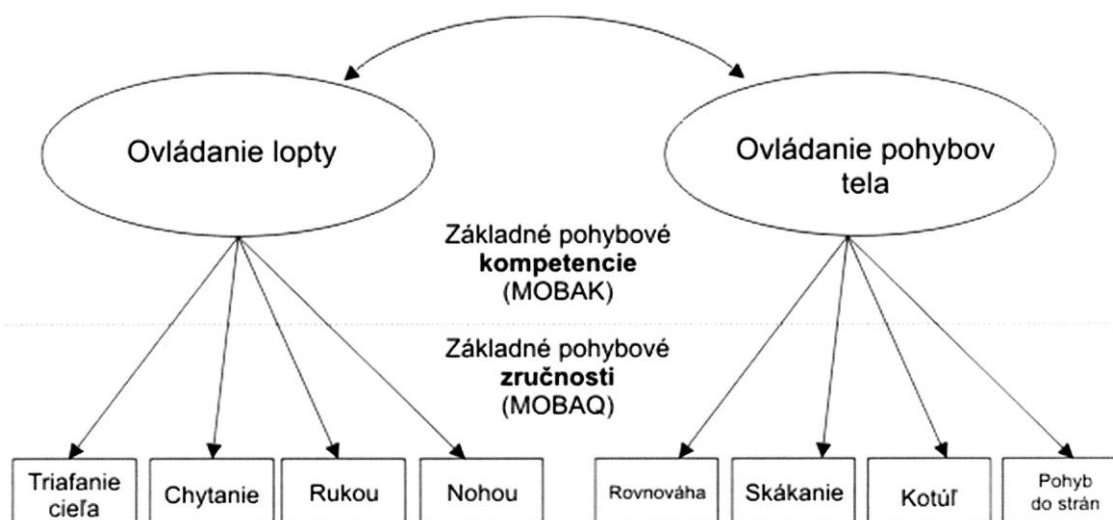 Ovládanie lopty
Ovládanie pohybov
tela
Základné pohybové
kompetencie
(MOBAK)
Základné pohybové
zručnosti
(MOBAQ)
Triafanie
cieľa
Chytanie
Rukou
Nohou
Rovnováha
Skákanie
Kotúľ
Pohyb
do strán